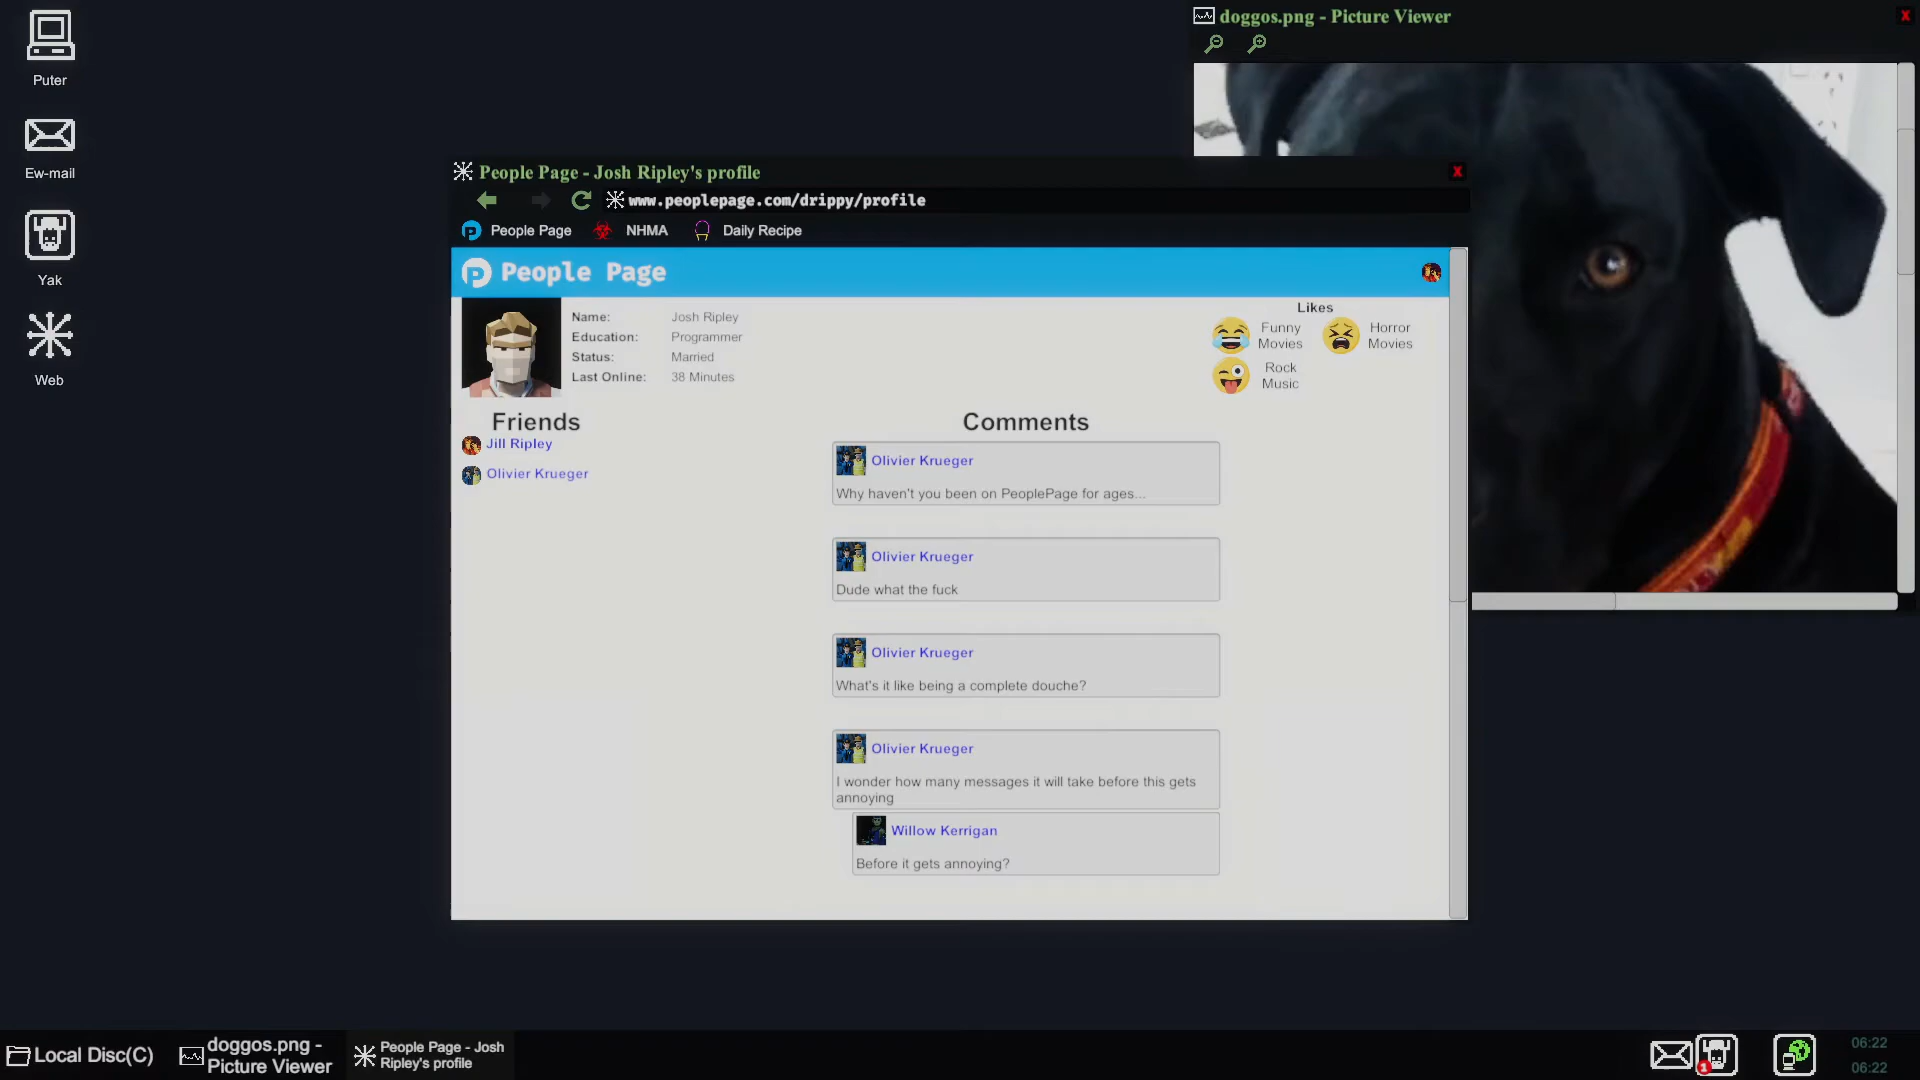 Puter
Ew-mail
Yak
Web
doggos.png - Picture Viewer
X
People Page - Josh Ripley's profile
X
www.peoplepage.com/drippy/profile
People Page
NHMA
Daily Recipe
People Page
Name: Josh Ripley
Education: Programmer
Status: Married
Last Online: 38 Minutes
Likes
Funny
Movies
Horror
Movies
Rock
Music
Friends
Jill Ripley
Olivier Krueger
Comments
Olivier Krueger
Why haven't you been on PeoplePage for ages...
Olivier Krueger
Dude what the fuck
Olivier Krueger
What's it like being a complete douche?
Olivier Krueger
I wonder how many messages it will take before this gets
annoying
Willow Kerrigan
Before it gets annoying?
Local Disc(C)
doggos.png -
Picture Viewer
People Page - Josh
Ripley's profile
1
06:22
06:22